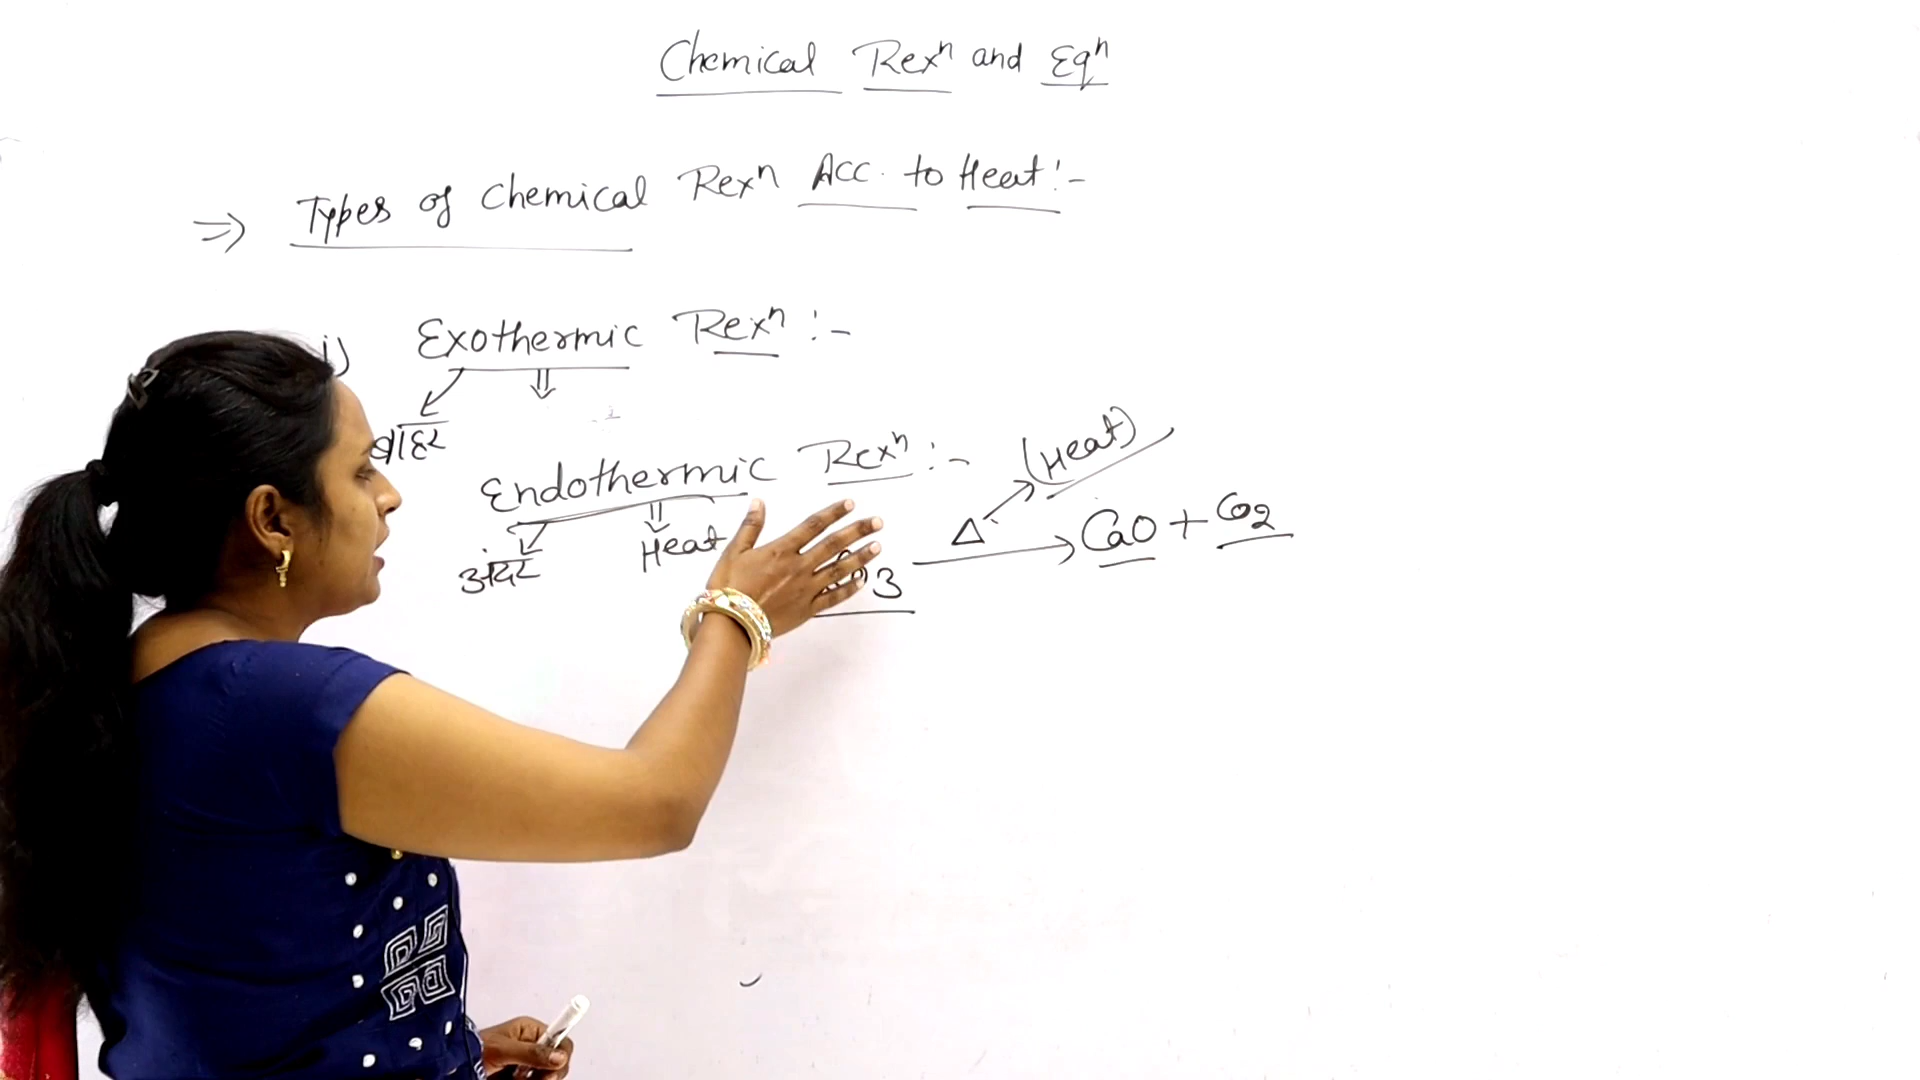 Chemical Rexⁿ and Eqⁿ
⇒ Types of Chemical Rexⁿ Acc. to Heat:-
i) Exothermic Rexⁿ :-
बाहर
Endothermic Rexⁿ :-
(Heat)
अंदर
Heat
3 Δ → CaO + CO2